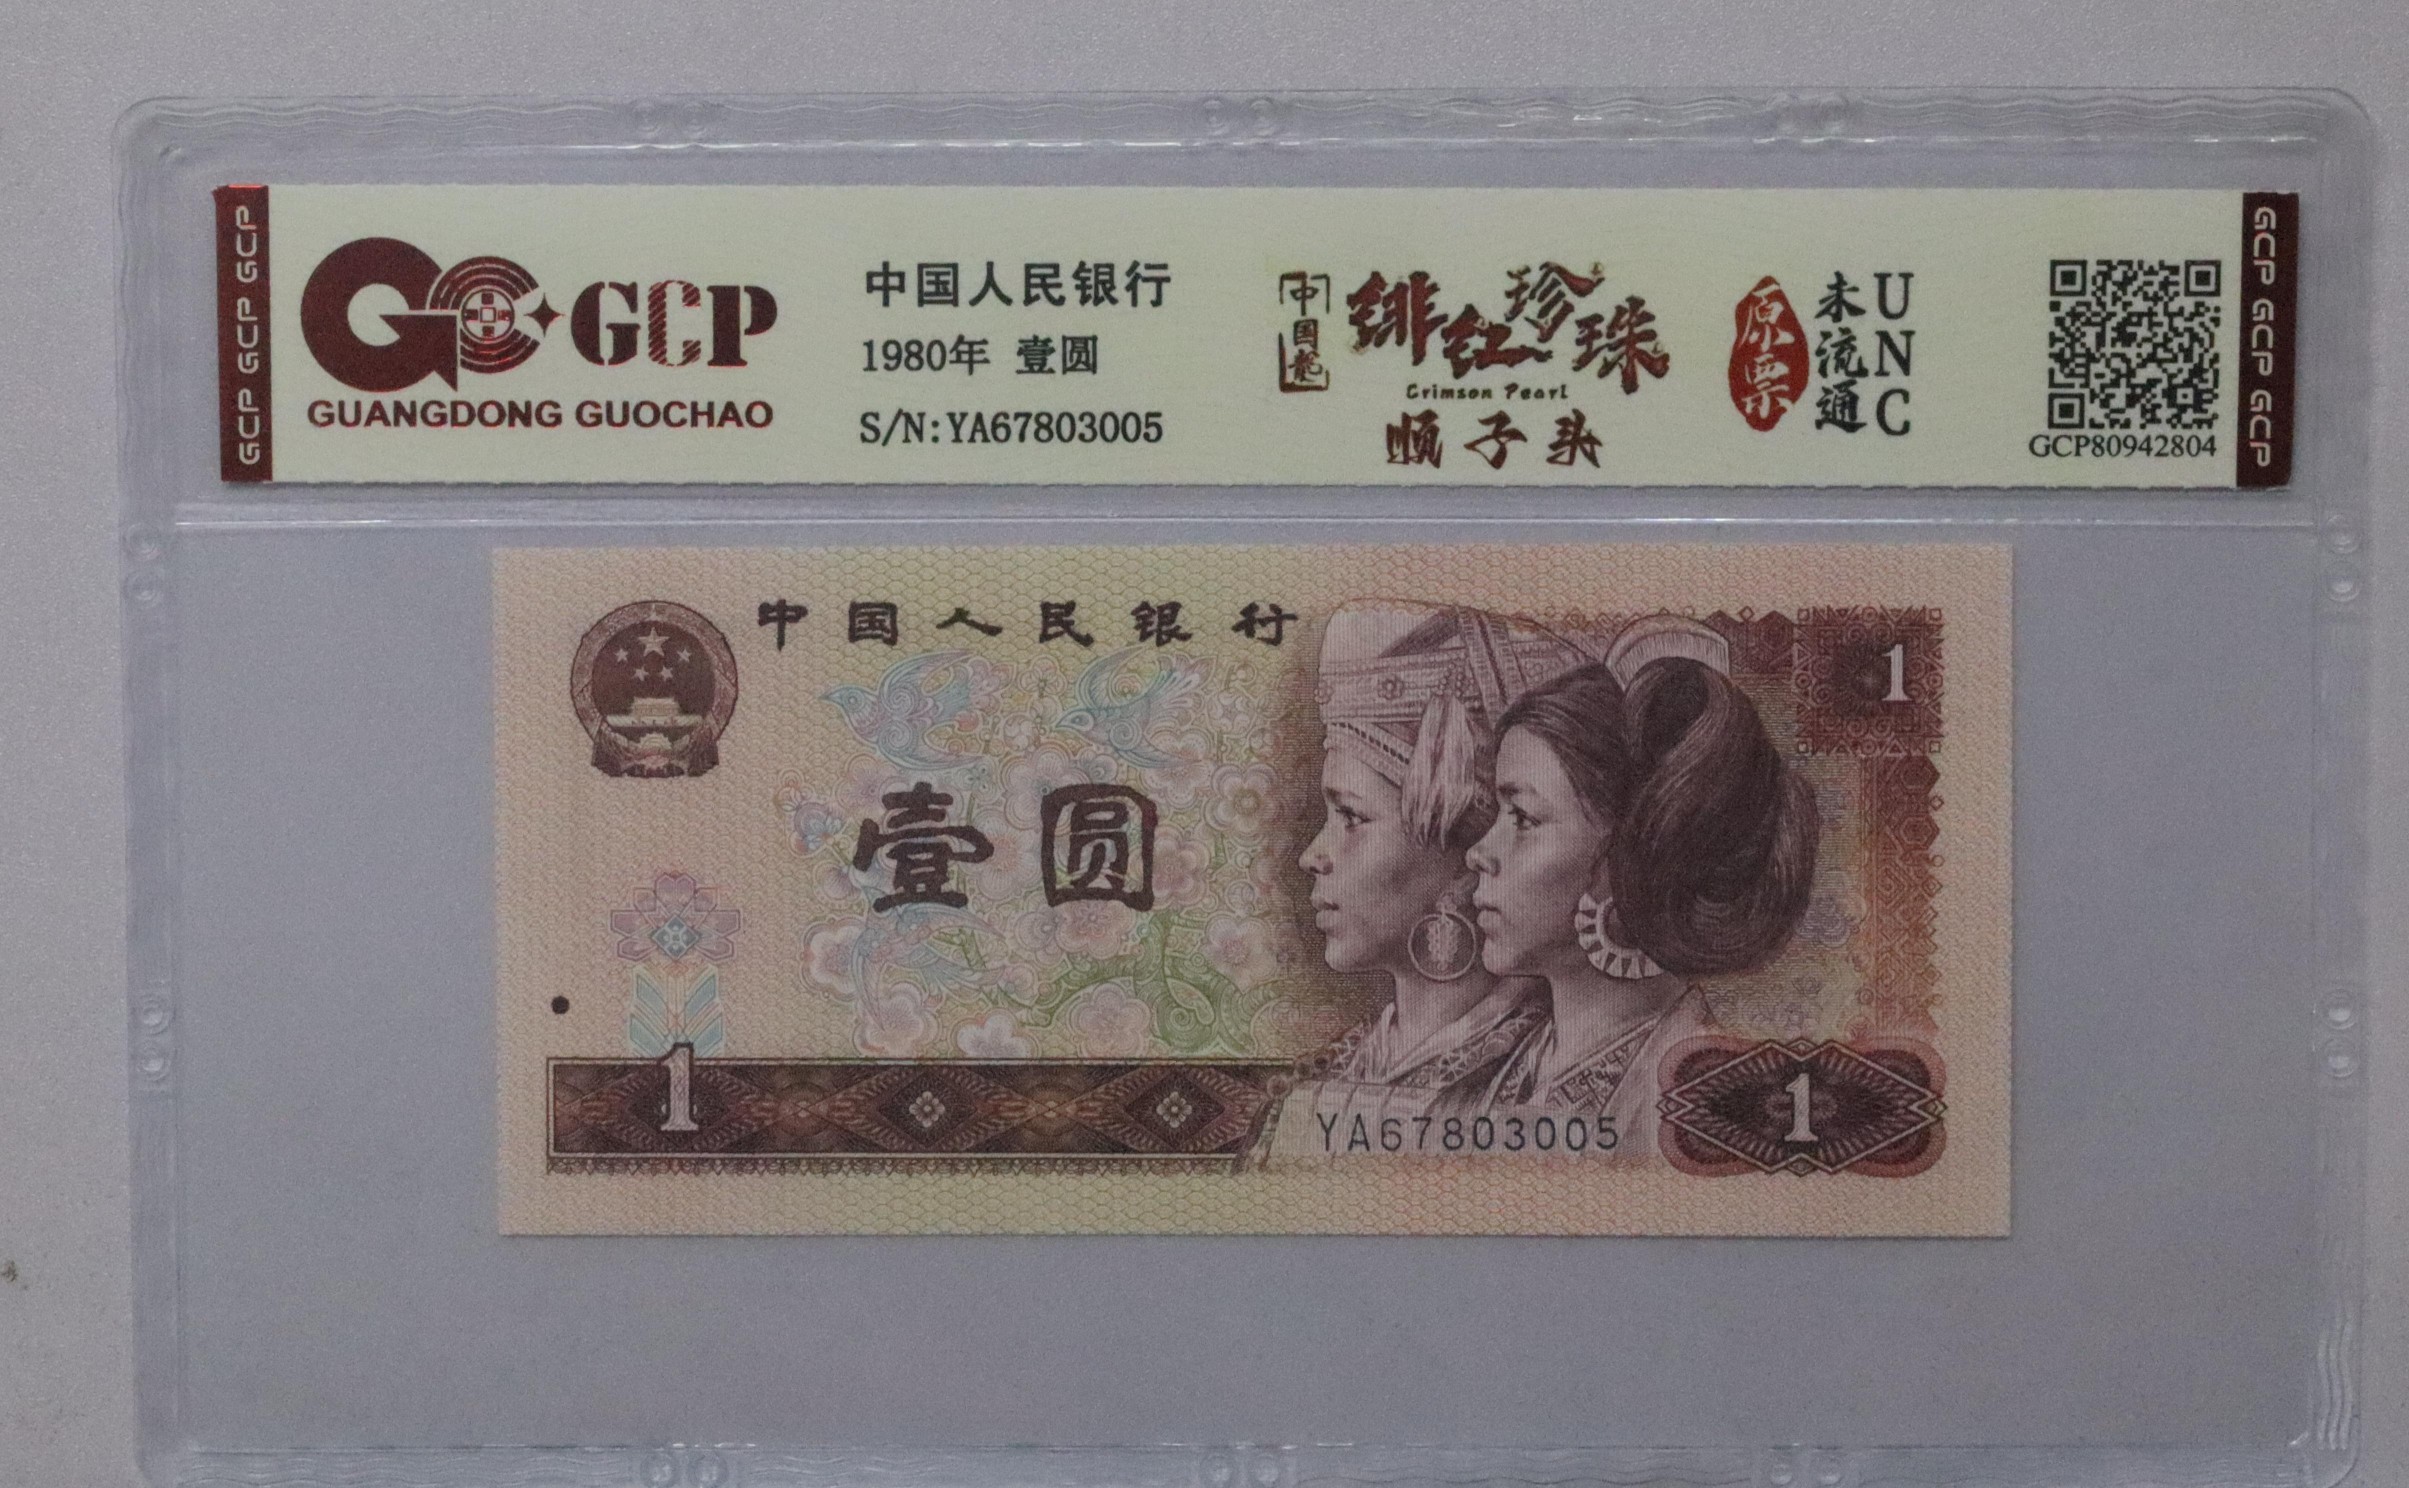 GCP GCP GCP
GCP
GUANGDONG GUOCHAO
中国人民银行
1980年 壹圆
S/N:YA67803005
中国龍
绯红珍珠
Crimson Pearl
顺子头
原票
未流通
UNC
GCP80942804
GCP GCP GCP
中国人民银行
1
壹圆
1
YA67803005
1